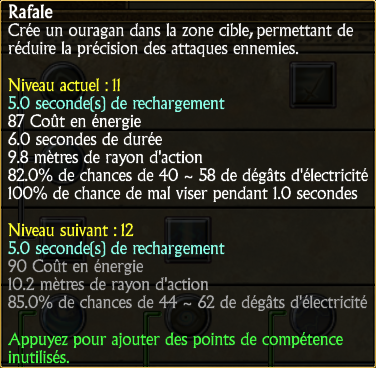 Rafale
Crée un ouragan dans la zone cible, permettant de
réduire la précision des attaques ennemies.
Niveau actuel : 11
5.0 seconde(s) de rechargement
87 Coût en énergie
6.0 secondes de durée
9.8 mètres de rayon d'action
82.0% de chances de 40 ~ 58 de dégâts d'électricité
100% de chance de mal viser pendant 1.0 secondes
Niveau suivant : 12
5.0 seconde(s) de rechargement
90 Coût en énergie
10.2 mètres de rayon d'action
85.0% de chances de 44 ~ 62 de dégâts d'électricité
Appuyez pour ajouter des points de compétence
inutilisés.